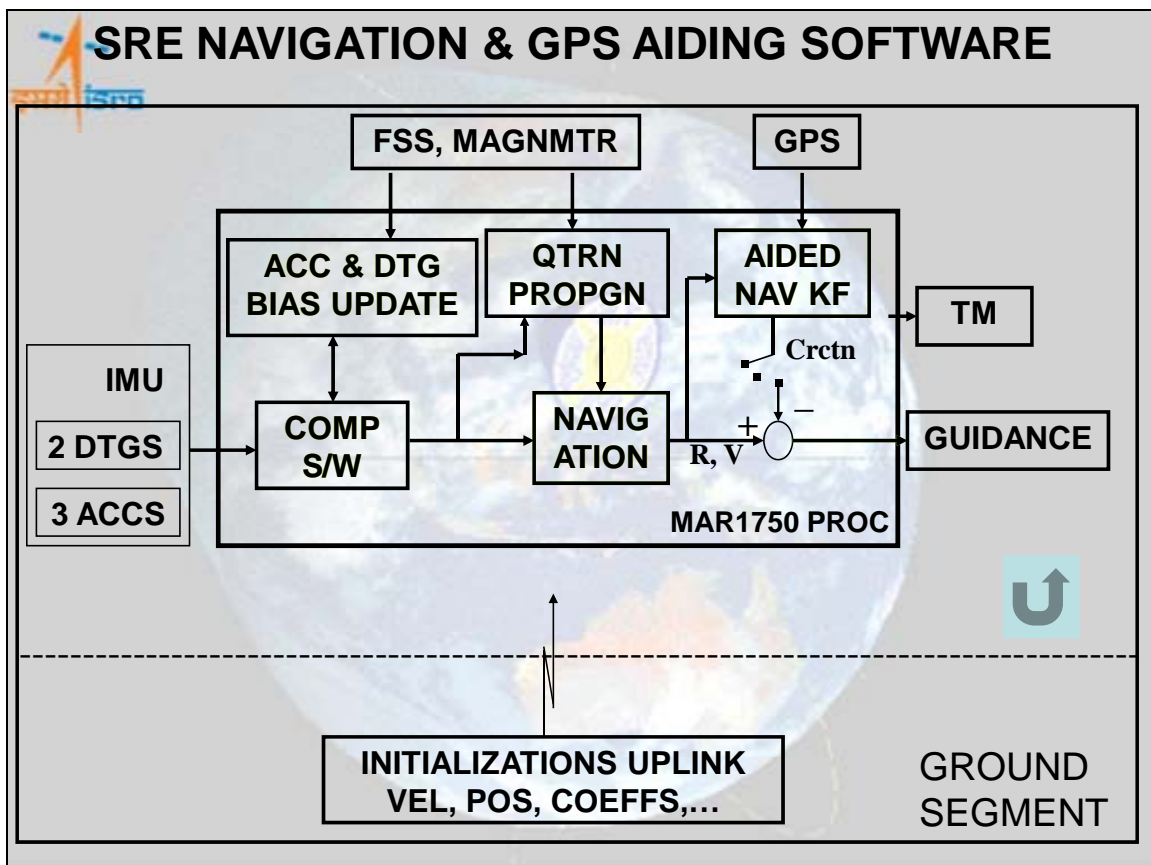 SRE NAVIGATION & GPS AIDING SOFTWARE
इसरो isro
FSS, MAGNMTR
GPS
ACC & DTG
BIAS UPDATE
QTRN
PROPGN
AIDED
NAV KF
TM
Crctn
IMU
2 DTGS
3 ACCS
COMP
S/W
NAVIG
ATION
+
−
R, V
GUIDANCE
MAR1750 PROC
INITIALIZATIONS UPLINK
VEL, POS, COEFFS,...
GROUND
SEGMENT